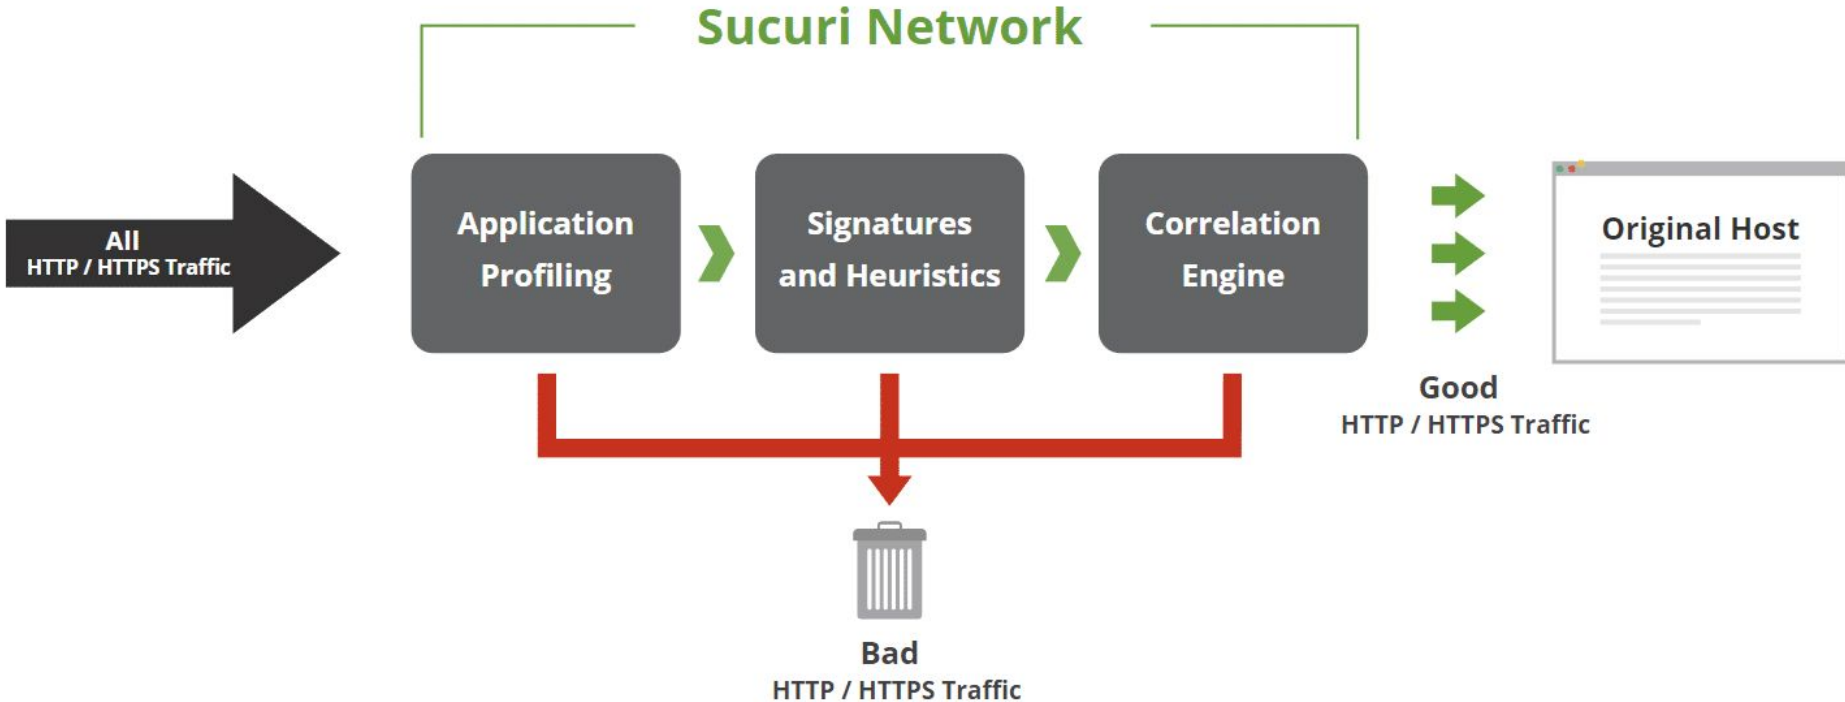 Sucuri Network
All
HTTP / HTTPS Traffic
Application
Profiling
Signatures
and Heuristics
Correlation
Engine
Original Host
Good
HTTP / HTTPS Traffic
Bad
HTTP / HTTPS Traffic